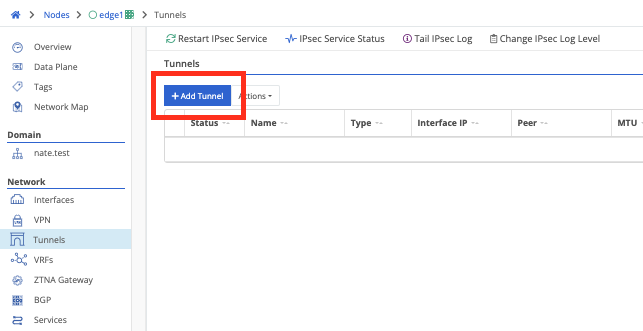 Nodes > edge1 > Tunnels
Overview
Data Plane
Tags
Network Map
Domain
nate.test
Network
Interfaces
VPN
Tunnels
VRFs
ZTNA Gateway
BGP
Services
Restart IPsec Service IPsec Service Status Tail IPsec Log Change IPsec Log Level
Tunnels
+ Add Tunnel Actions
Status Name Type Interface IP Peer MTU